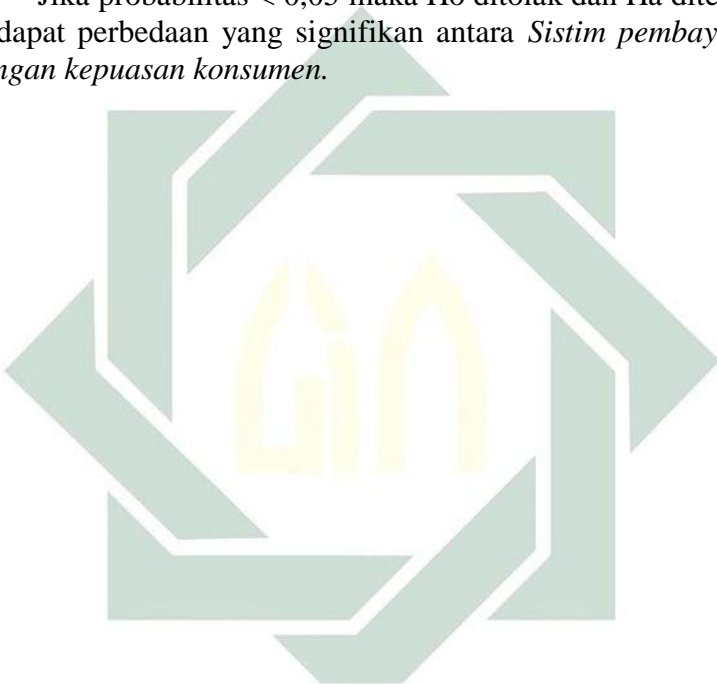 Jika probabilitas < 0,05 maka Ho ditolak dan Ha dite
dapat perbedaan yang signifikan antara Sistim pembay
ngan kepuasan konsumen.